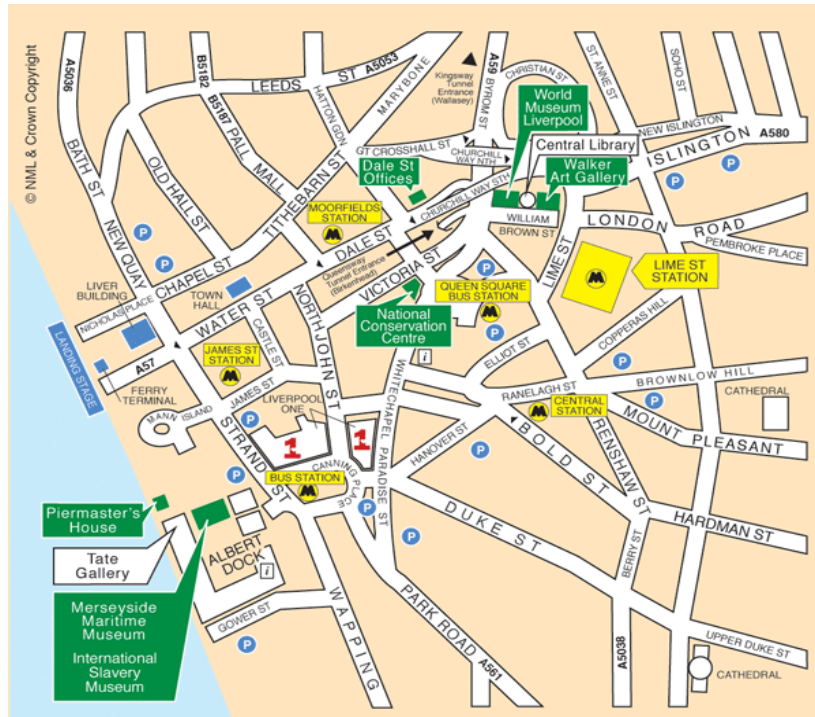 © NML & Crown Copyright
A5036
B5182
B5187 PALL MALL
LEEDS ST A5053
HATTON GDN
MARYBONE
A59 BYROM ST
Kingsway
Tunnel
Entrance
(Wallasey)
CHRISTIAN ST
ST. ANNE ST
SOHO ST
World
Museum
Liverpool
Central Library
Walker
Art Gallery
NEW ISLINGTON
ISLINGTON A580
BATH ST
OLD HALL ST
TITHEBARN ST
GT CROSSHALL ST
CHURCHILL
WAY NTH
CHURCHILL WAY STH
Dale St
Offices
MOORFIELDS
STATION
M
DALE ST
WILLIAM
BROWN ST
LONDON ROAD
PEMBROKE PLACE
P
P
P
P
P
NEW QUAY
CHAPEL ST
Queensway
Tunnel Entrance
(Birkenhead)
VICTORIA ST
LIME ST
M
LIME ST
STATION
LIVER
BUILDING
NICHOLAS PLACE
TOWN
HALL
WATER ST
P
QUEEN SQUARE
BUS STATION
M
National
Conservation
Centre
i
P
COPPERAS HILL
LANDING STAGE
A57
FERRY
TERMINAL
JAMES ST
STATION
M
CASTLE ST
NORTH JOHN ST
ELLIOT ST
P
BROWNLOW HILL
MANN ISLAND
JAMES ST
P
LIVERPOOL
ONE
1
1
WHITECHAPEL
PARADISE ST
RANELAGH ST
CENTRAL
STATION
M
P
CATHEDRAL
MOUNT PLEASANT
STRAND ST
P
BUS STATION
M
CANNING PLACE
HANOVER ST
P
BOLD ST
RENSHAW ST
P
P
Piermaster's
House
Tate
Gallery
ALBERT
DOCK
i
DUKE ST
HARDMAN ST
BERRY ST
Merseyside
Maritime
Museum
International
Slavery
Museum
GOWER ST
P
WAPPING
PARK ROAD A561
A5038
UPPER DUKE ST
CATHEDRAL